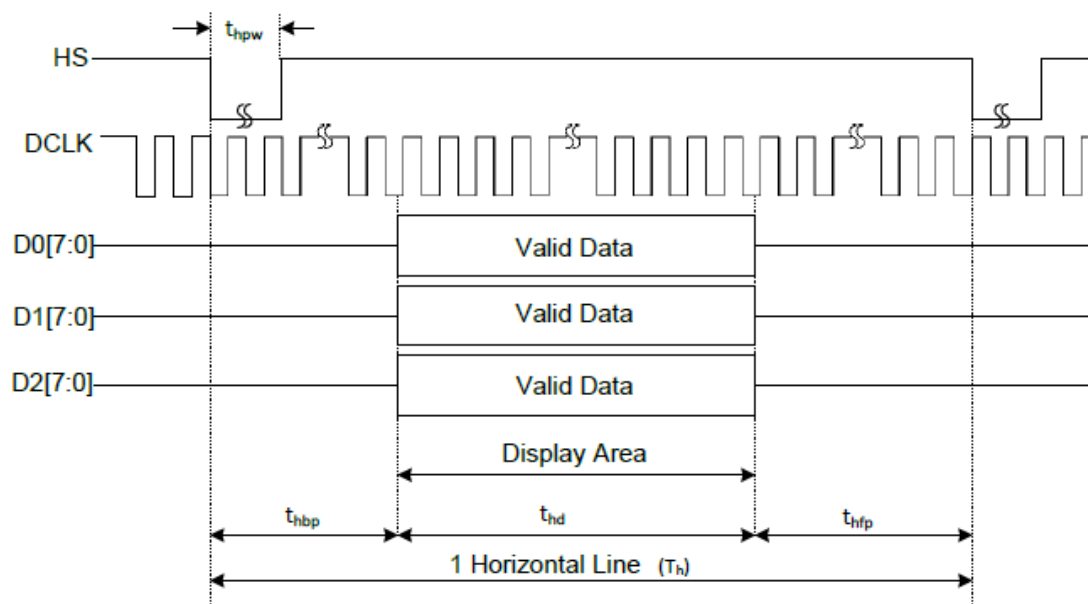 thpw
HS
DCLK
D0[7:0]
Valid Data
D1[7:0]
Valid Data
D2[7:0]
Valid Data
Display Area
thbp
thd
thfp
1 Horizontal Line (Th)